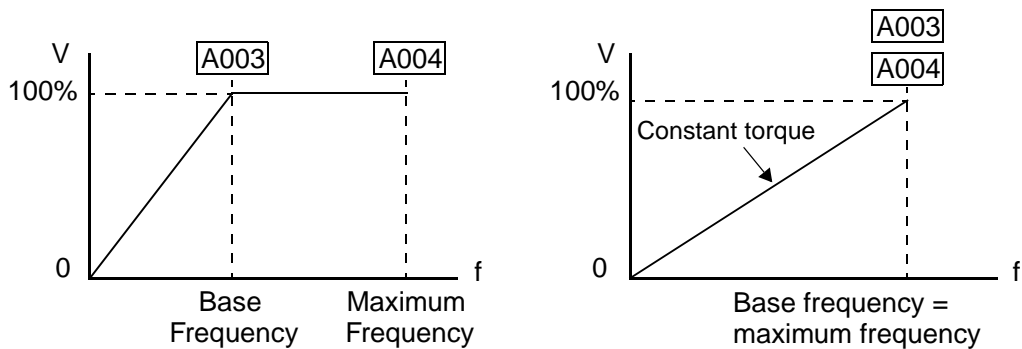 V
A003
A004
100%
0
f
Base
Frequency
Maximum
Frequency
A003
A004
V
100%
Constant torque
0
f
Base frequency =
maximum frequency